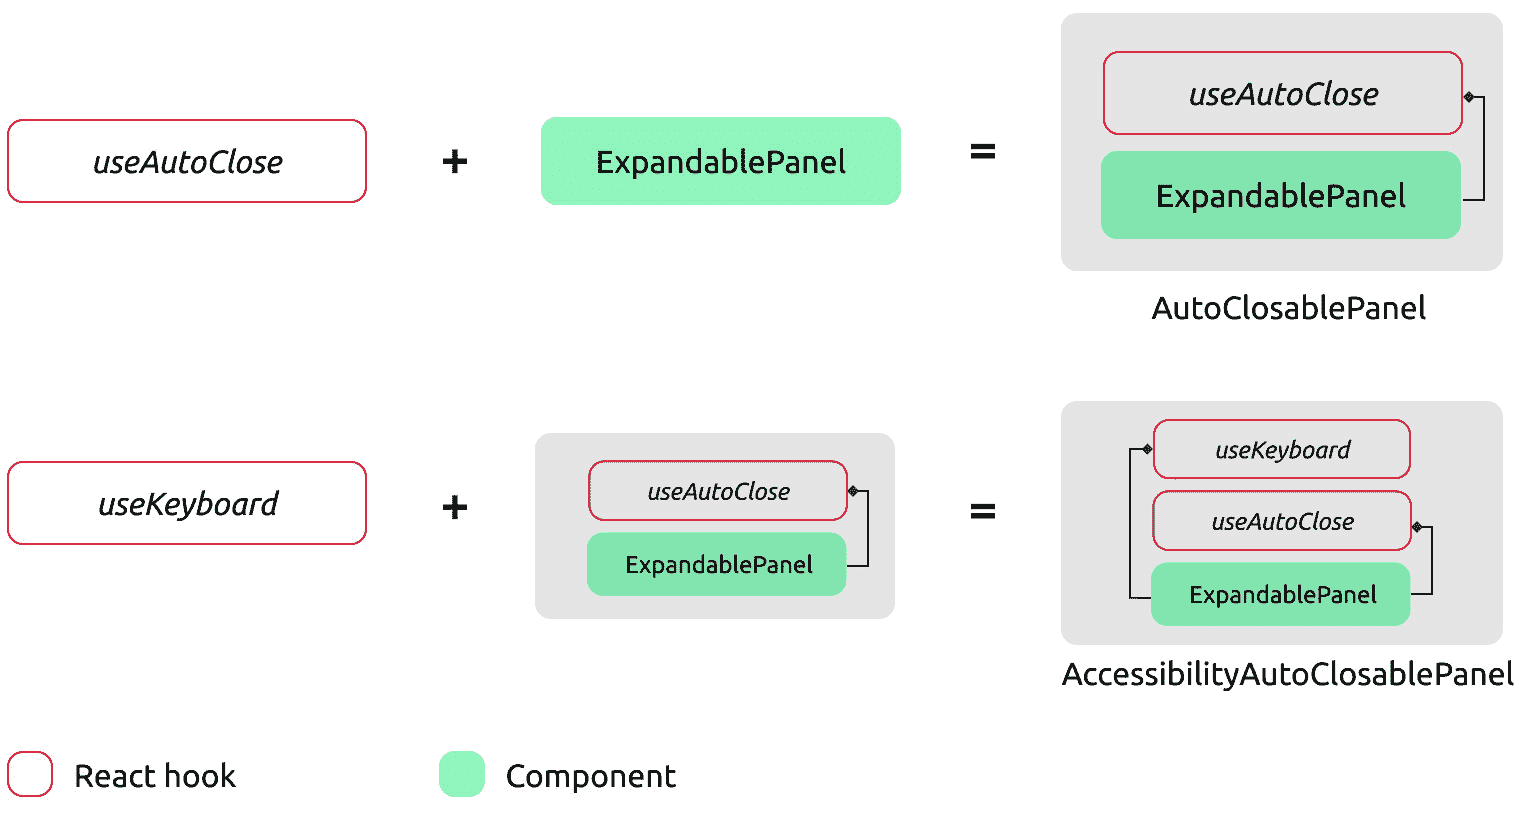 useAutoClose
+
ExpandablePanel
=
useAutoClose
ExpandablePanel
AutoClosablePanel
useKeyboard
+
useAutoClose
ExpandablePanel
=
useKeyboard
useAutoClose
ExpandablePanel
AccessibilityAutoClosablePanel
React hook
Component